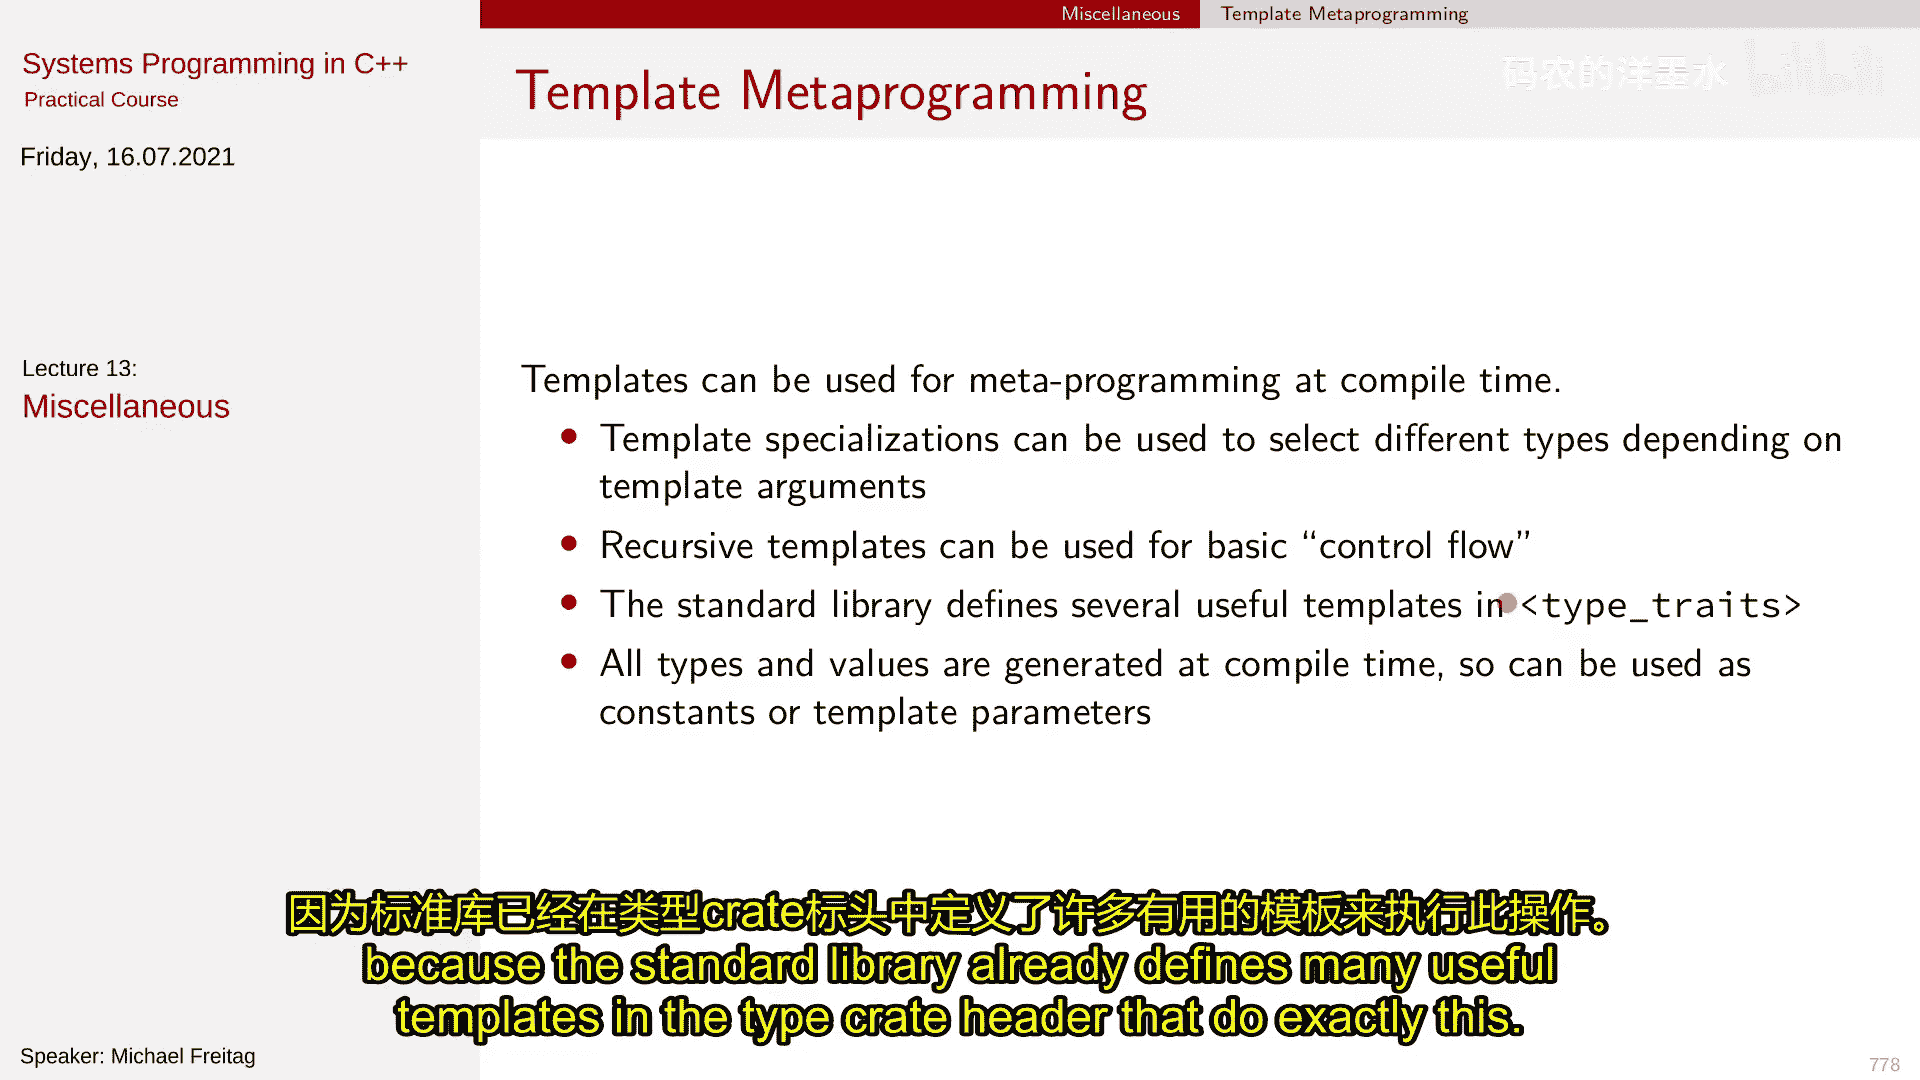 Miscellaneous
Template Metaprogramming
Systems Programming in C++
Practical Course
Friday, 16.07.2021
Template Metaprogramming
码农的洋墨水
bilibili
Lecture 13:
Miscellaneous
Templates can be used for meta-programming at compile time.
• Template specializations can be used to select different types depending on
template arguments
• Recursive templates can be used for basic “control flow”
• The standard library defines several useful templates in <type_traits>
• All types and values are generated at compile time, so can be used as
constants or template parameters
因为标准库已经在类型crate标头中定义了许多有用的模板来执行此操作。
because the standard library already defines many useful
templates in the type crate header that do exactly this.
Speaker: Michael Freitag
778